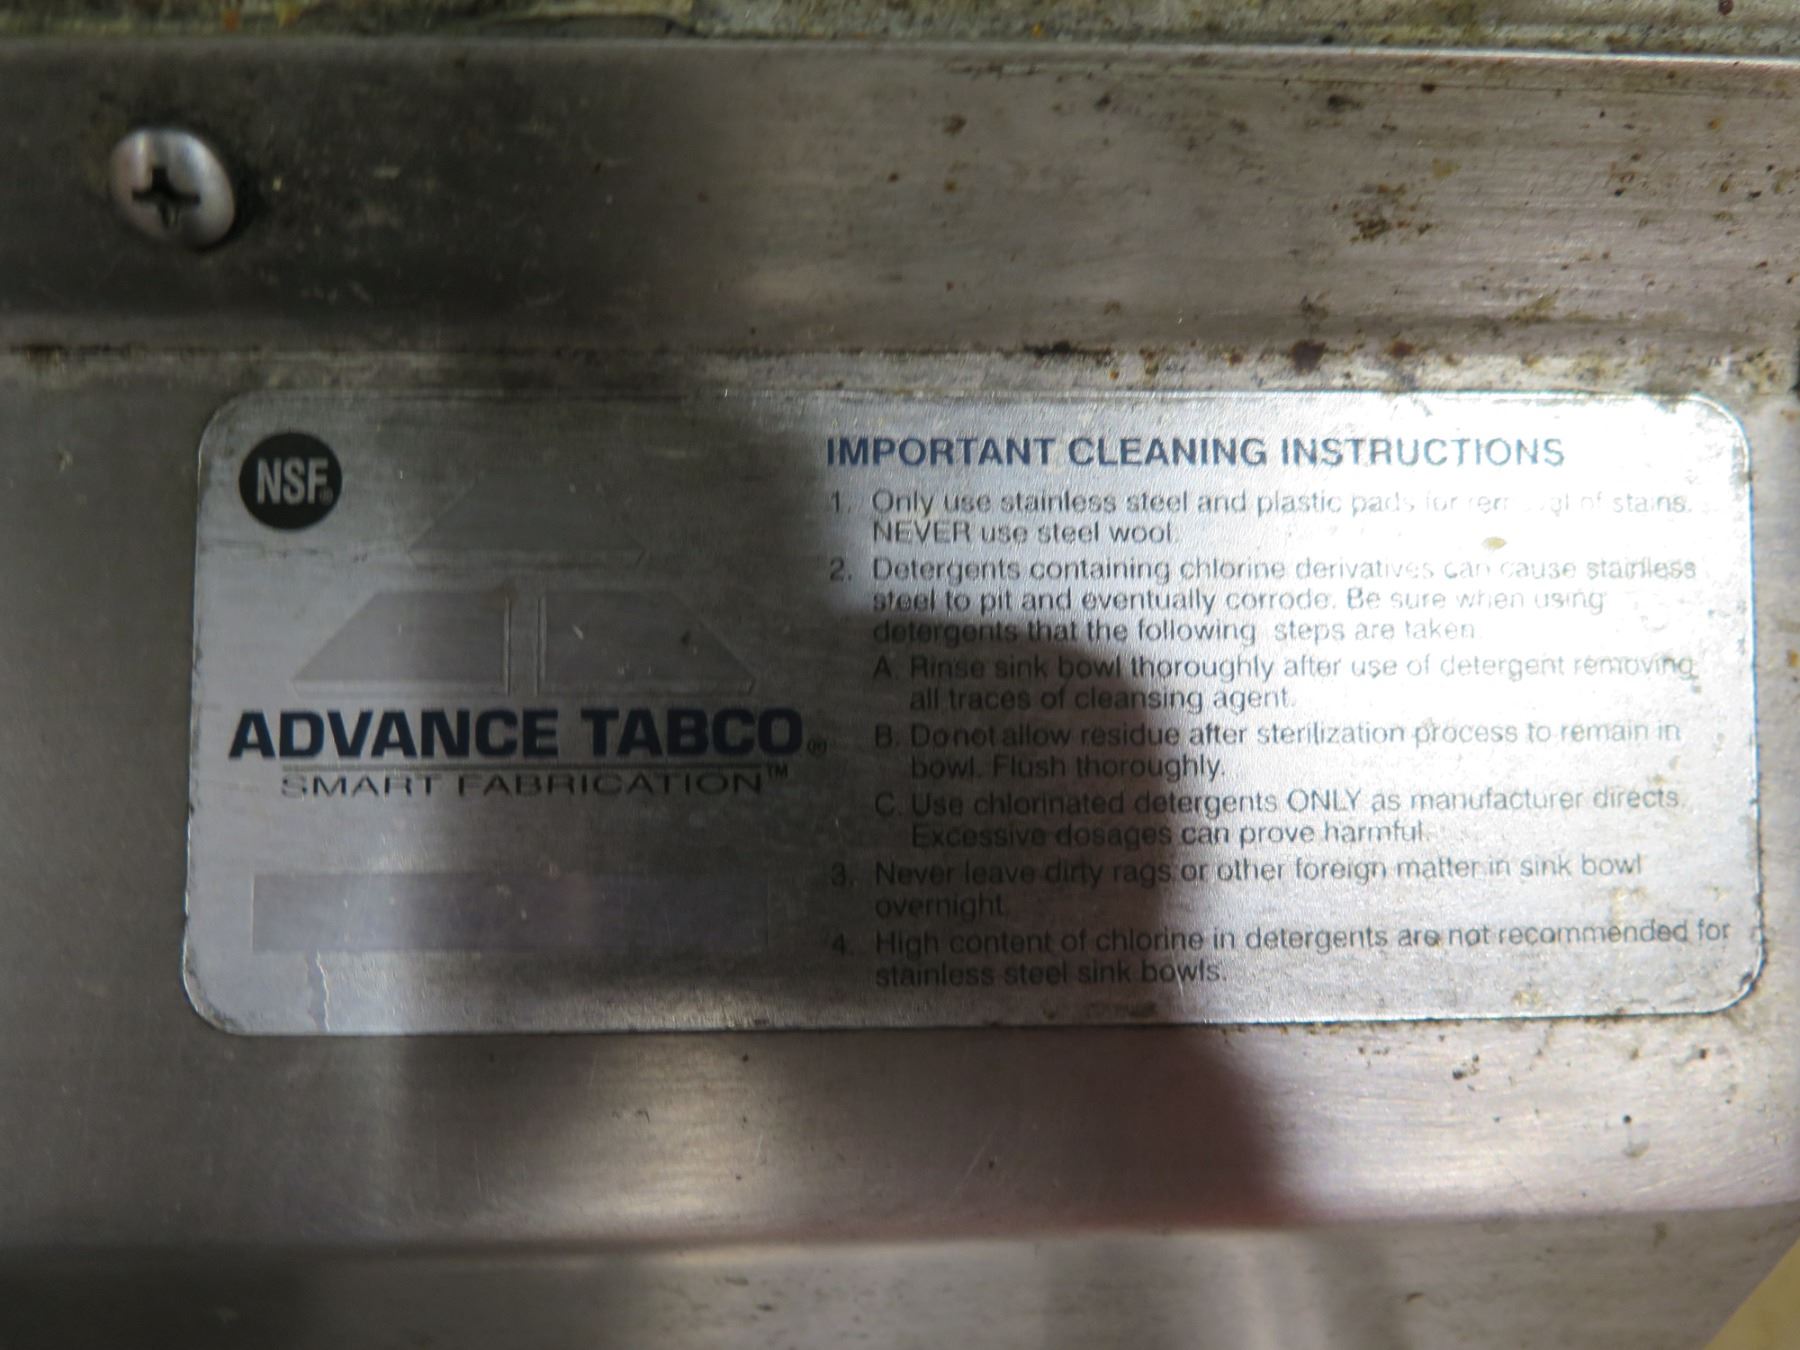 NSF®
ADVANCE TABCO®
SMART FABRICATION™
IMPORTANT CLEANING INSTRUCTIONS
1. Only use stainless steel and plastic pads for removal of stains.
NEVER use steel wool.
2. Detergents containing chlorine derivatives can cause stainless
steel to pit and eventually corrode. Be sure when using
detergents that the following steps are taken.
A. Rinse sink bowl thoroughly after use of detergent removing
all traces of cleansing agent.
B. Do not allow residue after sterilization process to remain in
bowl. Flush thoroughly.
C. Use chlorinated detergents ONLY as manufacturer directs.
Excessive dosages can prove harmful.
3. Never leave dirty rags or other foreign matter in sink bowl
overnight.
4. High content of chlorine in detergents are not recommended for
stainless steel sink bowls.